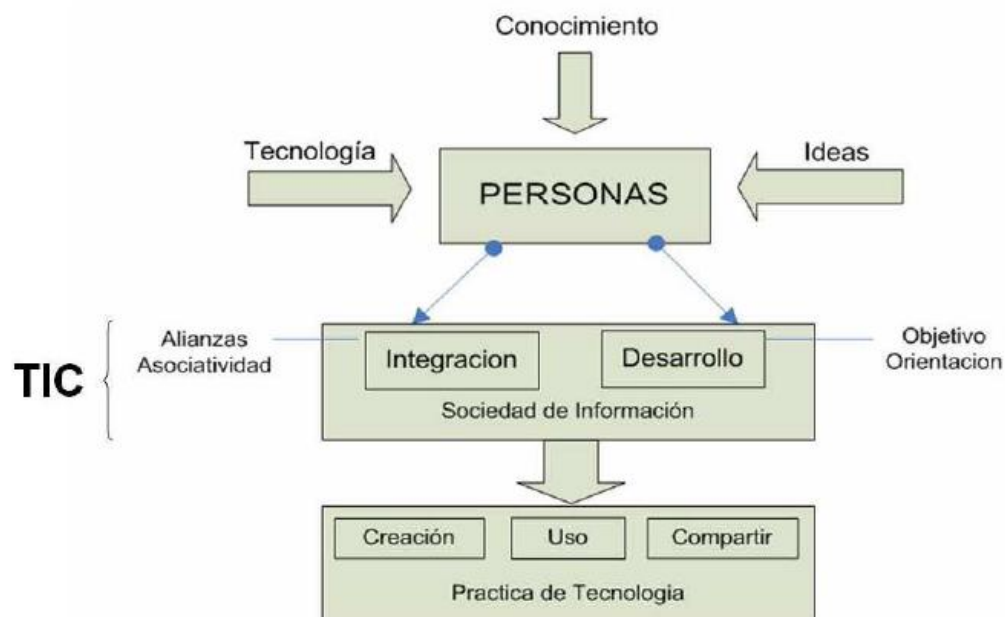 Conocimiento
Tecnología
Ideas
PERSONAS
TIC
Alianzas
Asociatividad
Integracion
Desarrollo
Objetivo
Orientacion
Sociedad de Información
Creación
Uso
Compartir
Practica de Tecnologia